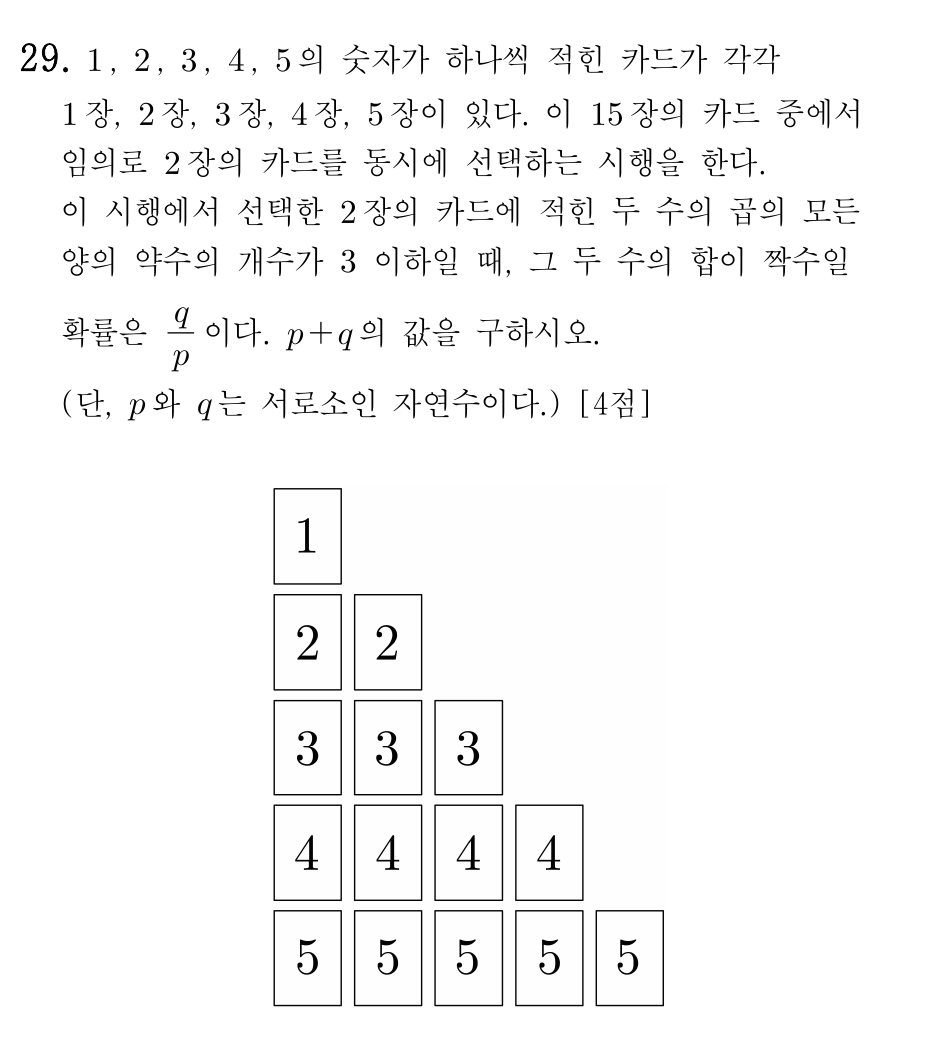 29. 1, 2, 3, 4, 5의 숫자가 하나씩 적힌 카드가 각각
1장, 2장, 3장, 4장, 5장이 있다. 이 15장의 카드 중에서
임의로 2장의 카드를 동시에 선택하는 시행을 한다.
이 시행에서 선택한 2장의 카드에 적힌 두 수의 곱의 모든
양의 약수의 개수가 3 이하일 때, 그 두 수의 합이 짝수일
확률은 q/p이다. p+q의 값을 구하시오.
(단, p와 q는 서로소인 자연수이다.) [4점]
1
2 2
3 3 3
4 4 4 4
5 5 5 5 5